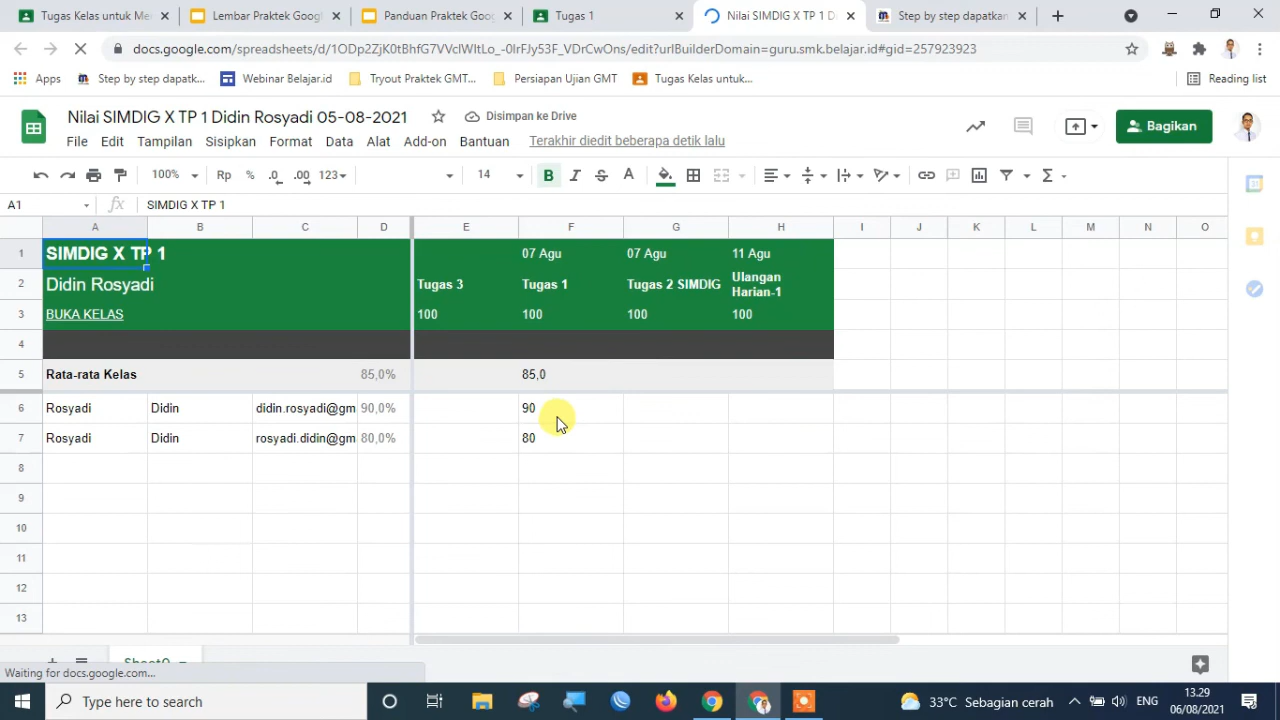 Tugas Kelas untuk Me
Lembar Praktek Goog
Panduan Praktek Goo
Tugas 1
Nilai SIMDIG X TP 1 D
Step by step dapatkan
docs.google.com/spreadsheets/d/1ODp2ZjK0tBhfG7VVclWtLo_-0lrFJy53F_VDrCwOns/edit?urlBuilderDomain=guru.smk.belajar.id#gid=257923923
Apps
Step by step dapatk...
Webinar Belajar.id
Tryout Praktek GMT...
Persiapan Ujian GMT
Tugas Kelas untuk...
Reading list
Nilai SIMDIG X TP 1 Didin Rosyadi 05-08-2021
Disimpan ke Drive
File Edit Tampilan Sisipkan Format Data Alat Add-on Bantuan Terakhir diedit beberapa detik lalu
Bagikan
100% Rp % .0 .00 123 14 B I S A
A1 fx SIMDIG X TP 1
A B C D E F G H I J K L M N O
1 SIMDIG X TP 1 07 Agu 07 Agu 11 Agu
2 Didin Rosyadi Tugas 3 Tugas 1 Tugas 2 SIMDIG Ulangan
Harian-1
3 BUKA KELAS 100 100 100 100
4
5 Rata-rata Kelas 85,0% 85,0
6 Rosyadi Didin didin.rosyadi@gm 90,0% 90
7 Rosyadi Didin rosyadi.didin@gm 80,0% 80
8
9
10
11
12
13
Waiting for docs.google.com...
Type here to search
33°C Sebagian cerah
ENG
13.29
06/08/2021